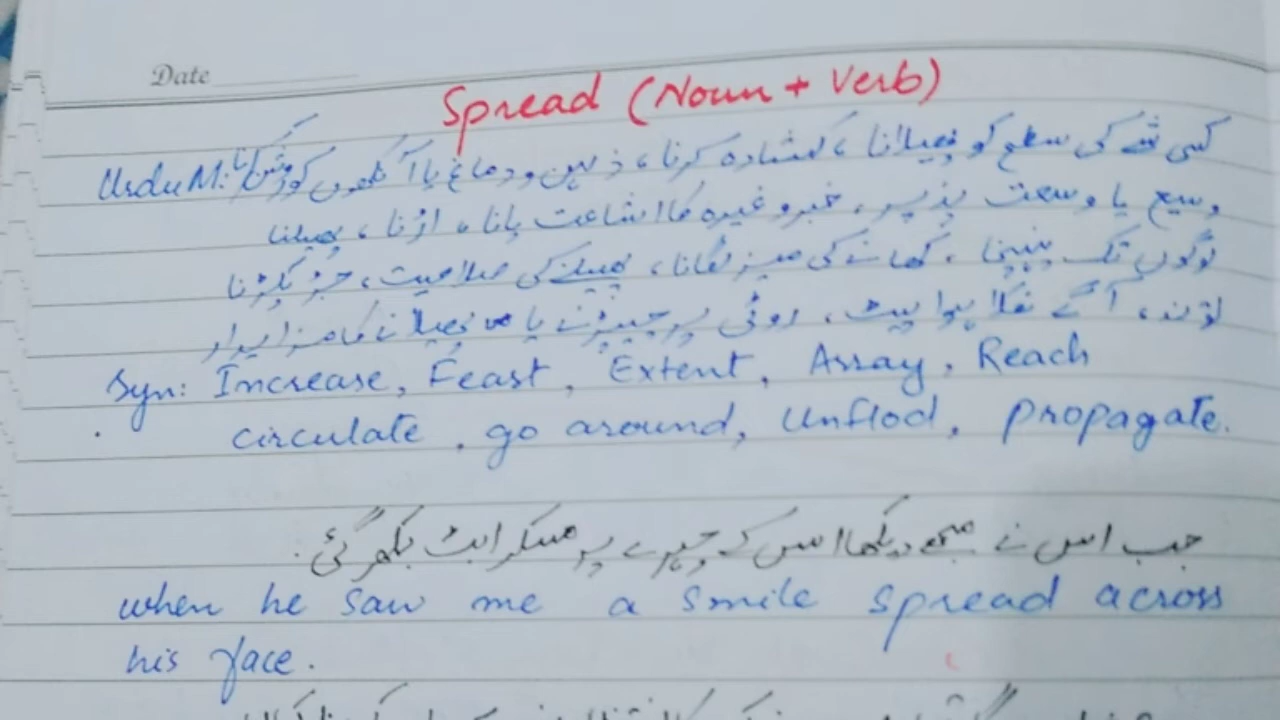 Date
Spread (Noun + Verb)
Urdu M: کسی شے کی سطح کو پھیلانا، کشادہ کرنا، ذہن و دماغ یا آنکھوں کو روشن کرنا
وسیع یا وسعت پذیر، خبر وغیرہ کا اشاعت پانا، اڑنا، پھیلنا
لوگوں تک پہنچنا، کھانے کی میز لگانا، پھیلنے کی صلاحیت، جڑ پکڑنا
آگے نکلا ہوا پیٹ، روٹی پر چپڑنے یا پھیلانے کا مزیدار
Syn: Increase, Feast, Extent, Array, Reach
circulate, go around, Unflod, propagate.
جب اس نے مجھے دیکھا اس کے چہرے پر مسکراہٹ بکھر گئی.
when he saw me a smile spread across
his face.